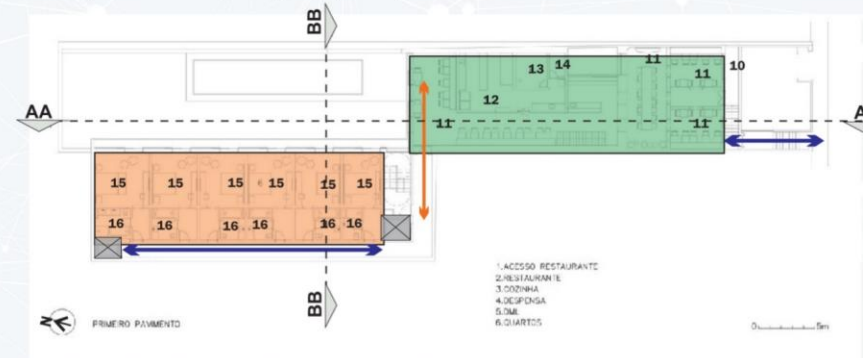 BB
13 14 11 11 10
AA A
12
11 11
15 15 15 15 15 15
16 16 16 16 16 16
BB
1.ACESSO RESTAURANTE
2.RESTAURANTE
3.COZINHA
4.DESPENSA
5.DML
6.QUARTOS
N PRIMEIRO PAVIMENTO
0 5m